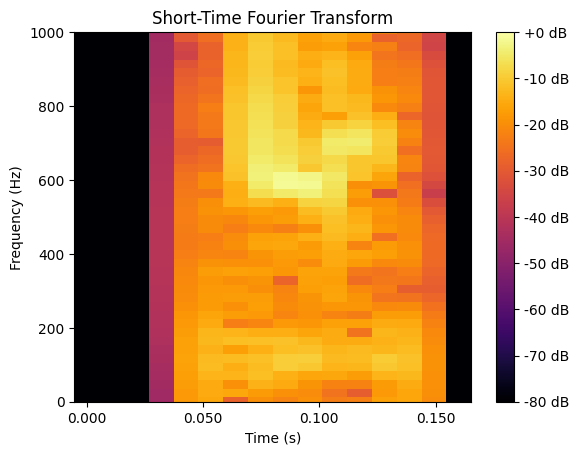 Short-Time Fourier Transform
1000
800
600
400
200
0
Frequency (Hz)
0.000
0.050
0.100
0.150
Time (s)
+0 dB
-10 dB
-20 dB
-30 dB
-40 dB
-50 dB
-60 dB
-70 dB
-80 dB